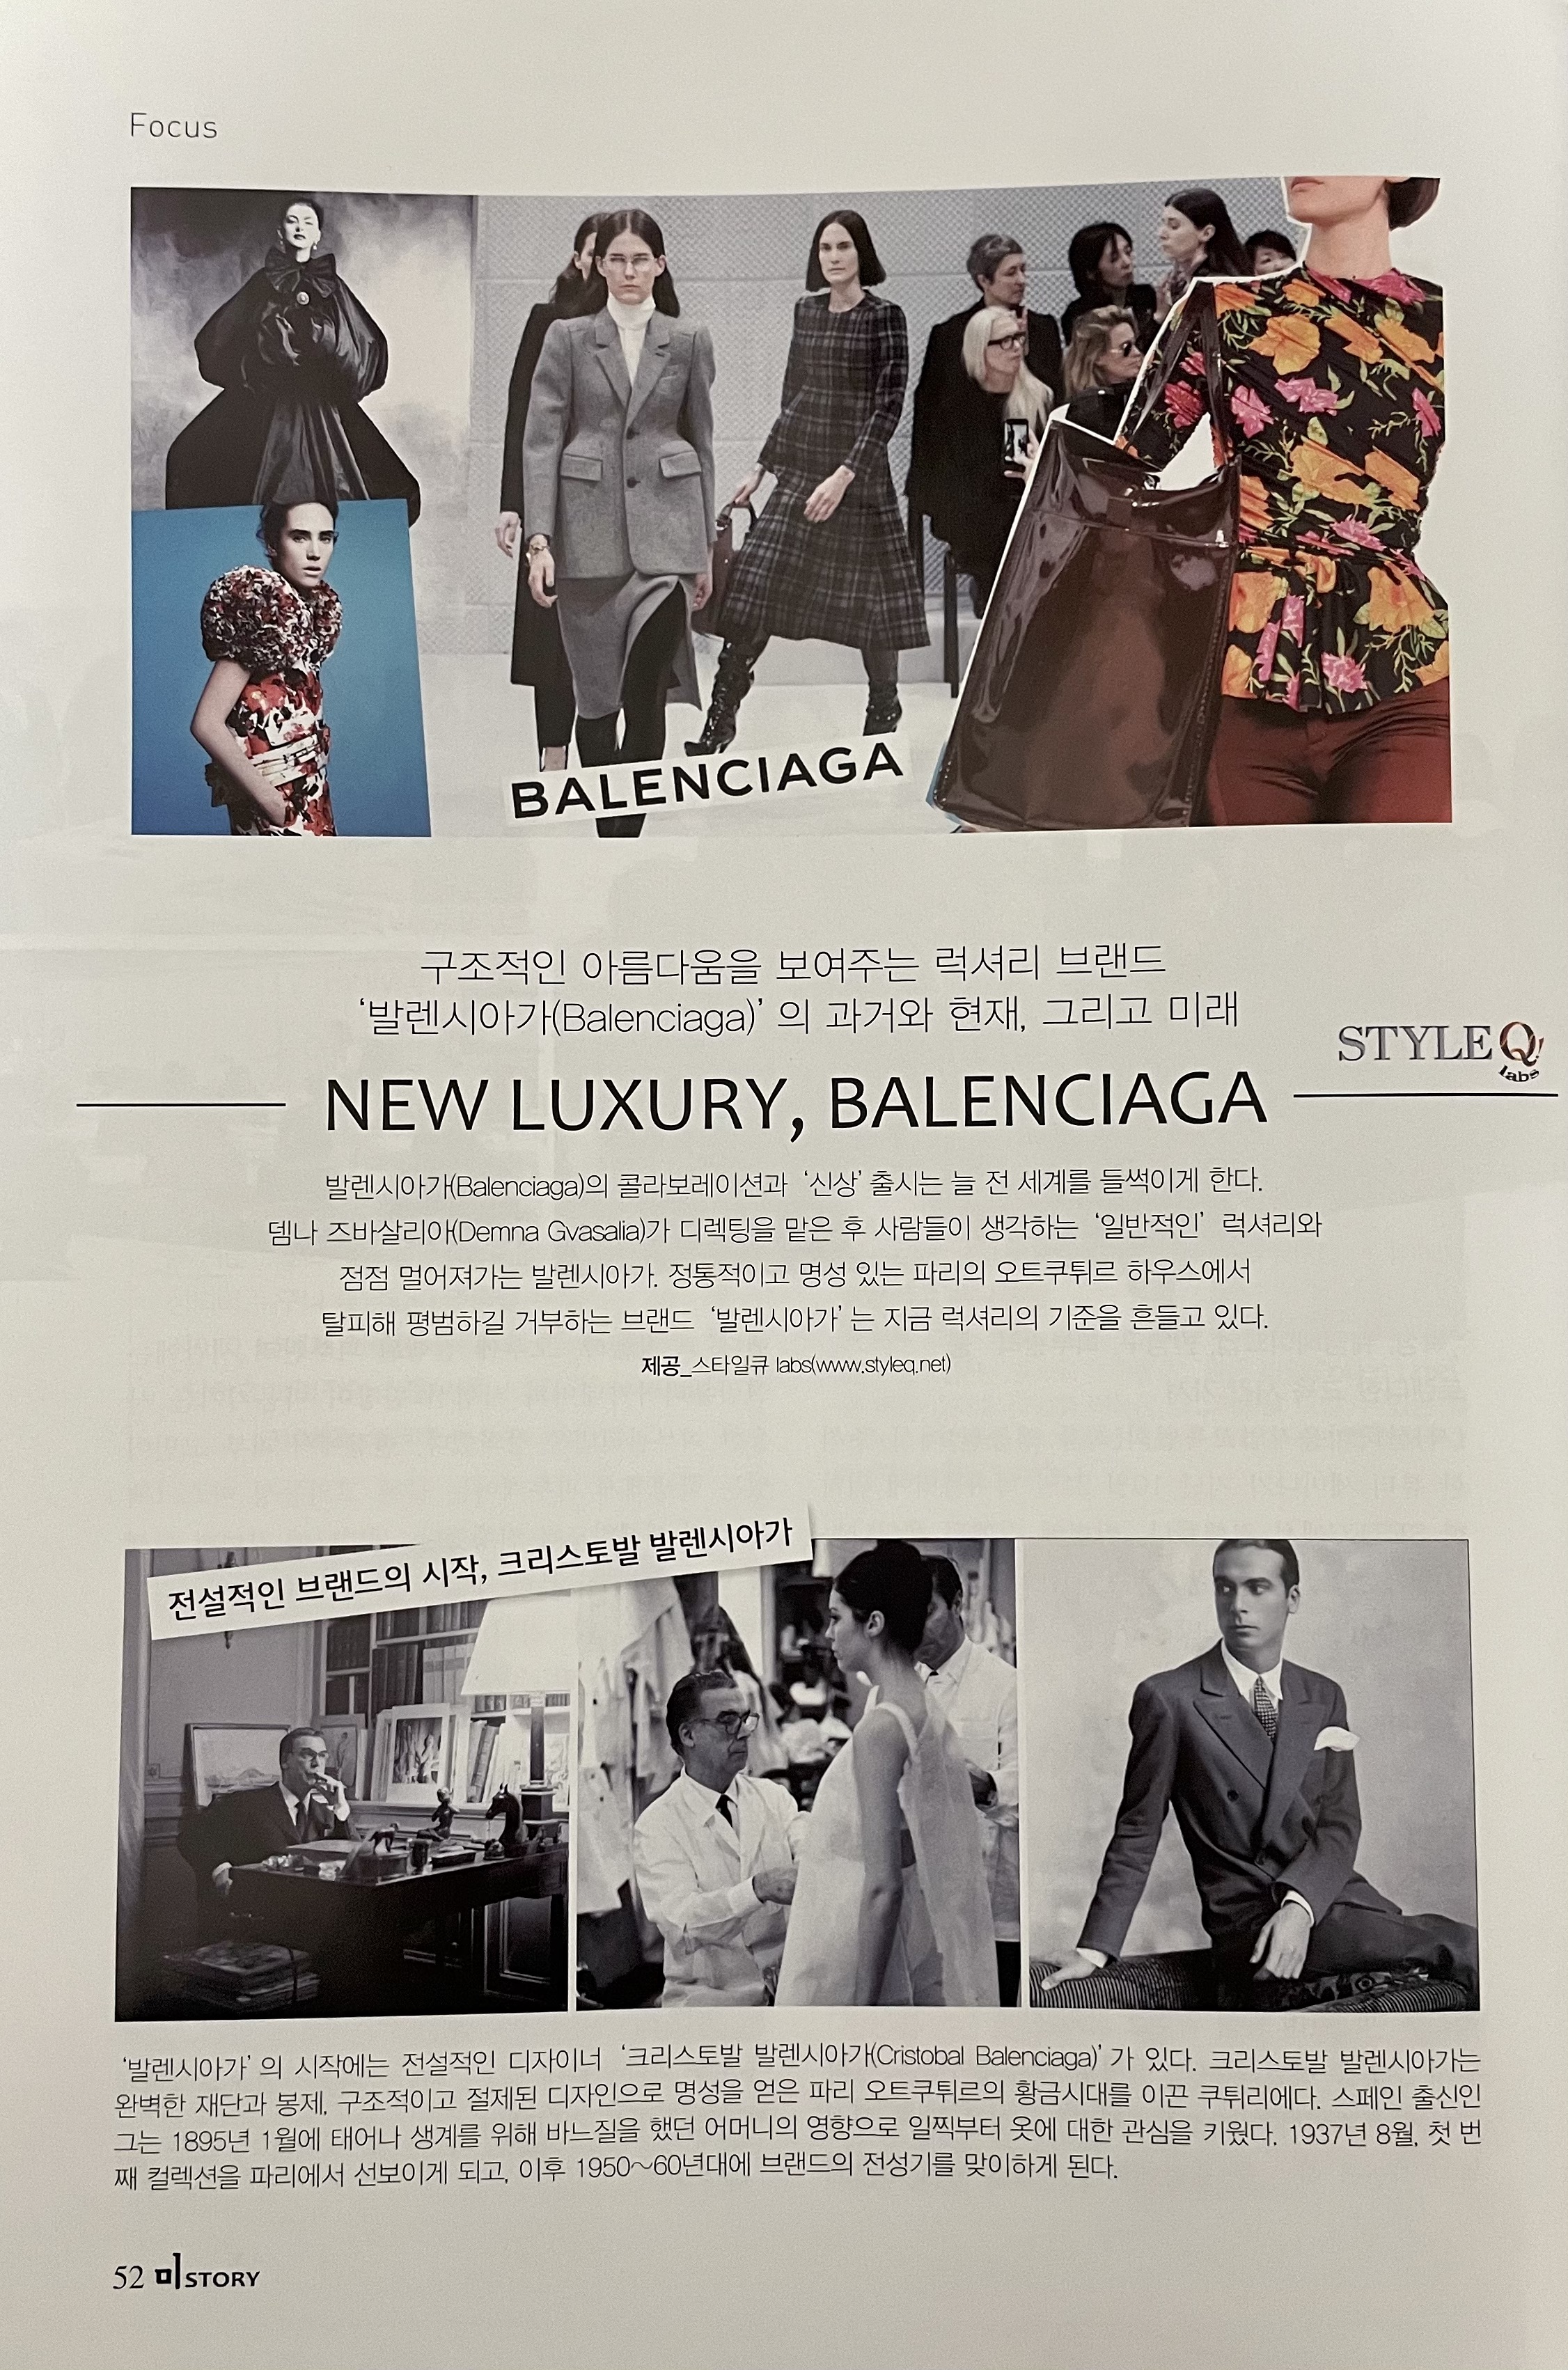 Focus
BALENCIAGA
구조적인 아름다움을 보여주는 럭셔리 브랜드
‘발렌시아가(Balenciaga)’의 과거와 현재, 그리고 미래
STYLE Q!
labs
NEW LUXURY, BALENCIAGA
발렌시아가(Balenciaga)의 콜라보레이션과 ‘신상’ 출시는 늘 전 세계를 들썩이게 한다.
뎀나 즈바살리아(Demna Gvasalia)가 디렉팅을 맡은 후 사람들이 생각하는 ‘일반적인’ 럭셔리와
점점 멀어져가는 발렌시아가. 정통적이고 명성 있는 파리의 오트쿠튀르 하우스에서
탈피해 평범하길 거부하는 브랜드 ‘발렌시아가’는 지금 럭셔리의 기준을 흔들고 있다.
제공_스타일큐 labs(www.styleq.net)
전설적인 브랜드의 시작, 크리스토발 발렌시아가
‘발렌시아가’의 시작에는 전설적인 디자이너 ‘크리스토발 발렌시아가(Cristobal Balenciaga)’가 있다. 크리스토발 발렌시아가는
완벽한 재단과 봉제, 구조적이고 절제된 디자인으로 명성을 얻은 파리 오트쿠튀르의 황금시대를 이끈 쿠튀리에다. 스페인 출신인
그는 1895년 1월에 태어나 생계를 위해 바느질을 했던 어머니의 영향으로 일찍부터 옷에 대한 관심을 키웠다. 1937년 8월, 첫 번
째 컬렉션을 파리에서 선보이게 되고, 이후 1950~60년대에 브랜드의 전성기를 맞이하게 된다.
52 미STORY